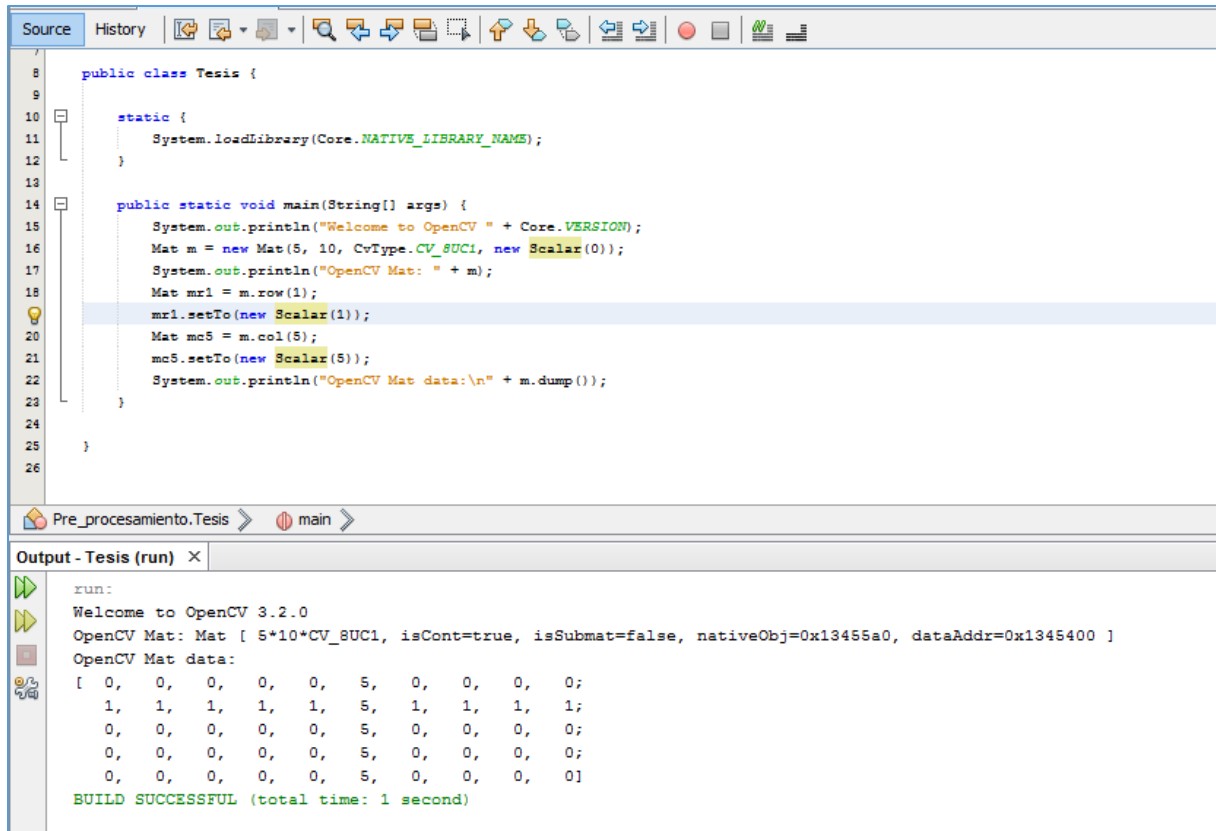 Source History
7
8 public class Tesis {
9
10 static {
11 System.loadLibrary(Core.NATIVE_LIBRARY_NAME);
12 }
13
14 public static void main(String[] args) {
15 System.out.println("Welcome to OpenCV " + Core.VERSION);
16 Mat m = new Mat(5, 10, CvType.CV_8UC1, new Scalar(0));
17 System.out.println("OpenCV Mat: " + m);
18 Mat mr1 = m.row(1);
mr1.setTo(new Scalar(1));
20 Mat mc5 = m.col(5);
21 mc5.setTo(new Scalar(5));
22 System.out.println("OpenCV Mat data:\n" + m.dump());
23 }
24
25 }
26
Pre_procesamiento.Tesis main
Output - Tesis (run) ×
run:
Welcome to OpenCV 3.2.0
OpenCV Mat: Mat [ 5*10*CV_8UC1, isCont=true, isSubmat=false, nativeObj=0x13455a0, dataAddr=0x1345400 ]
OpenCV Mat data:
[ 0, 0, 0, 0, 0, 5, 0, 0, 0, 0;
1, 1, 1, 1, 1, 5, 1, 1, 1, 1;
0, 0, 0, 0, 0, 5, 0, 0, 0, 0;
0, 0, 0, 0, 0, 5, 0, 0, 0, 0;
0, 0, 0, 0, 0, 5, 0, 0, 0, 0]
BUILD SUCCESSFUL (total time: 1 second)